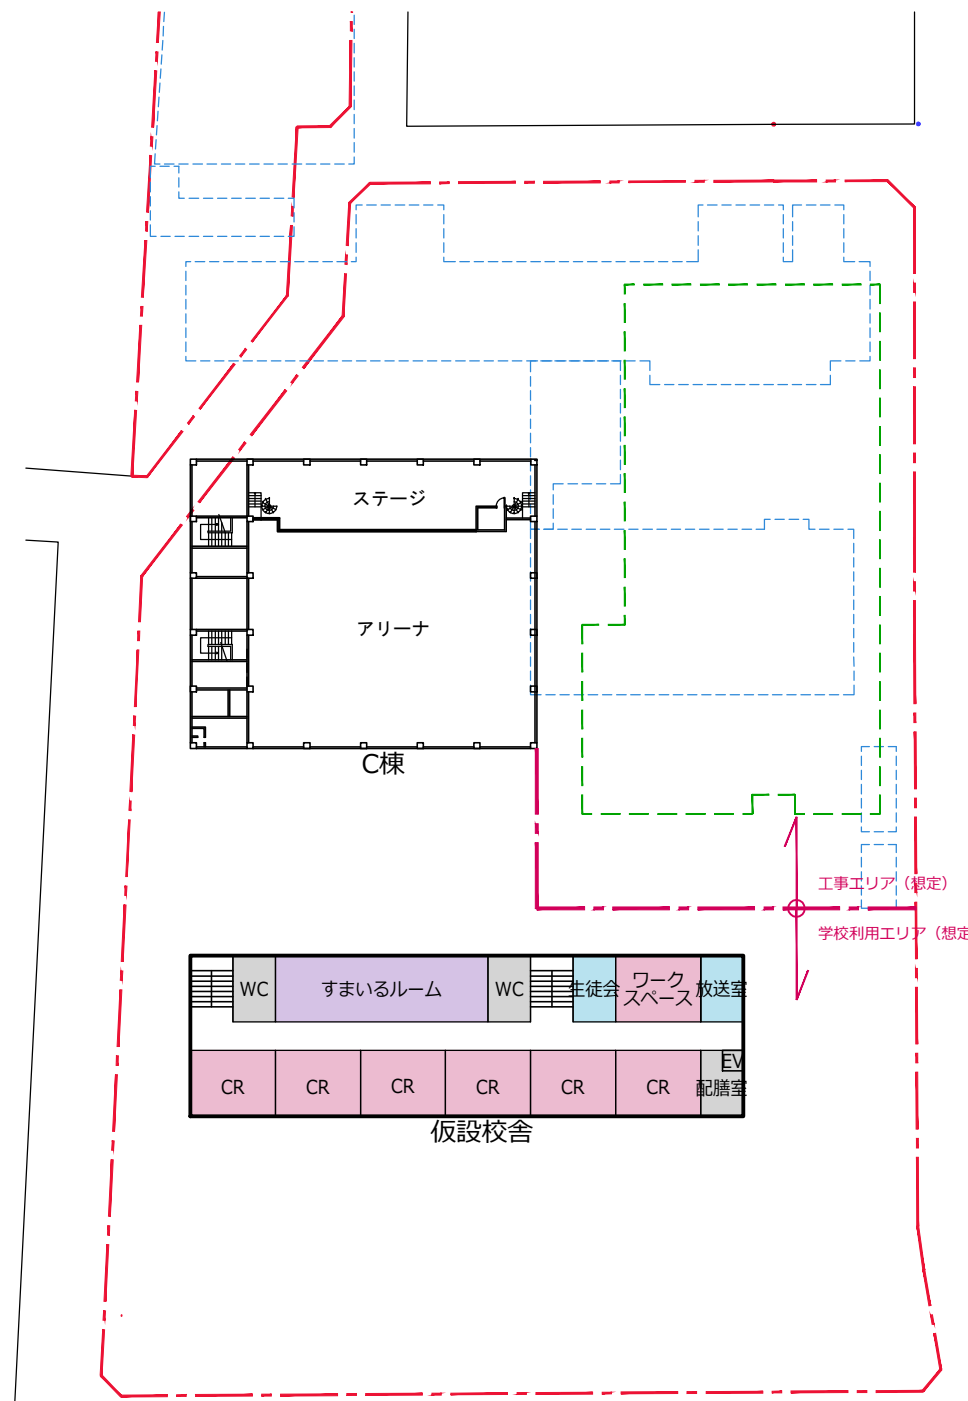 ステージ
アリーナ
C棟
工事エリア（想定）
学校利用エリア（想定
WC
すまいるルーム
WC
生徒会
ワーク
スペース
放送室
CR
CR
CR
CR
CR
CR
EV
配膳室
仮設校舎